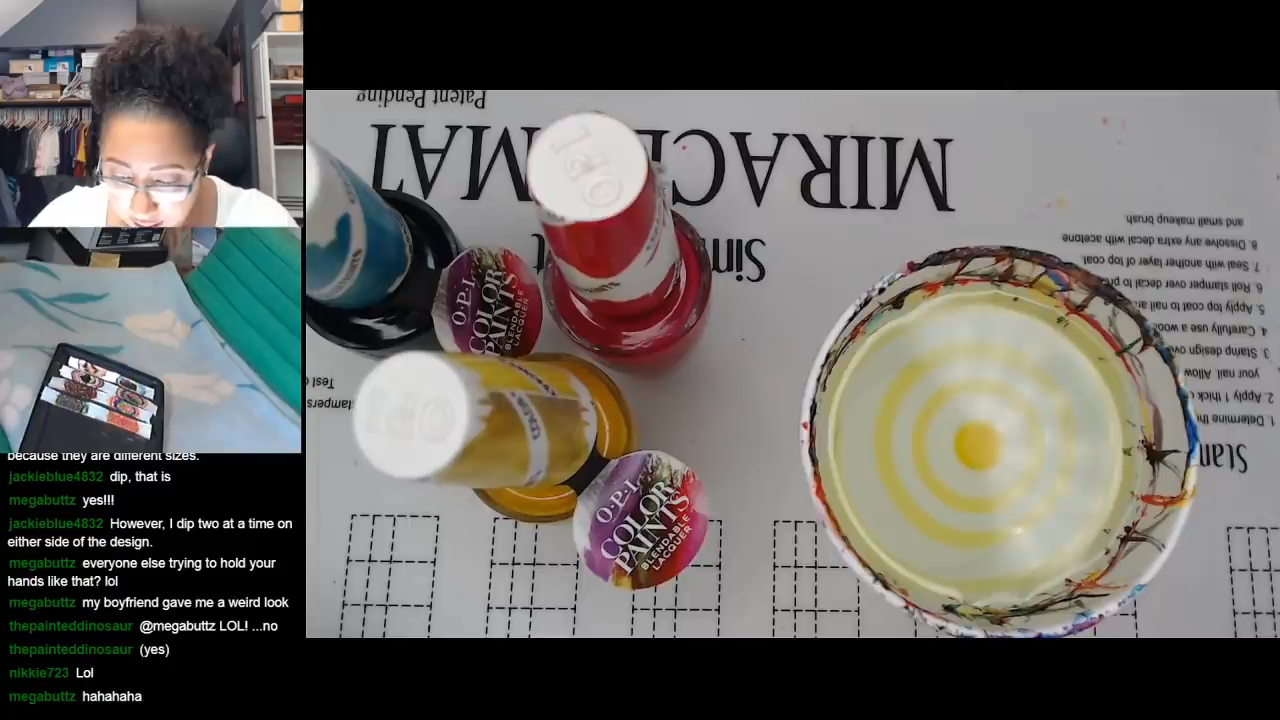 because they are different sizes.
jackieblue4832 dip, that is
megabuttz yes!!!
jackieblue4832 However, I dip two at a time on
either side of the design.
megabuttz everyone else trying to hold your
hands like that? lol
megabuttz my boyfriend gave me a weird look
thepainteddinosaur @megabuttz LOL! ...no
thepainteddinosaur (yes)
nikkie723 Lol
megabuttz hahahaha
Patent Pending
OPI
O·P·I
COLOR
PAINTS
BLENDABLE
LACQUER
OPI
O·P·I
COLOR
PAINTS
BLENDABLE
LACQUER
and small makeup brush
8. Dissolve any extra decal with acetone
7. Seal with another layer of top coat
6. Roll stamper over decal to
5. Apply top coat to nail
4. Carefully use a
3. Stamp design
your nail. Allow
2. Apply 1 thick
1. Determine the